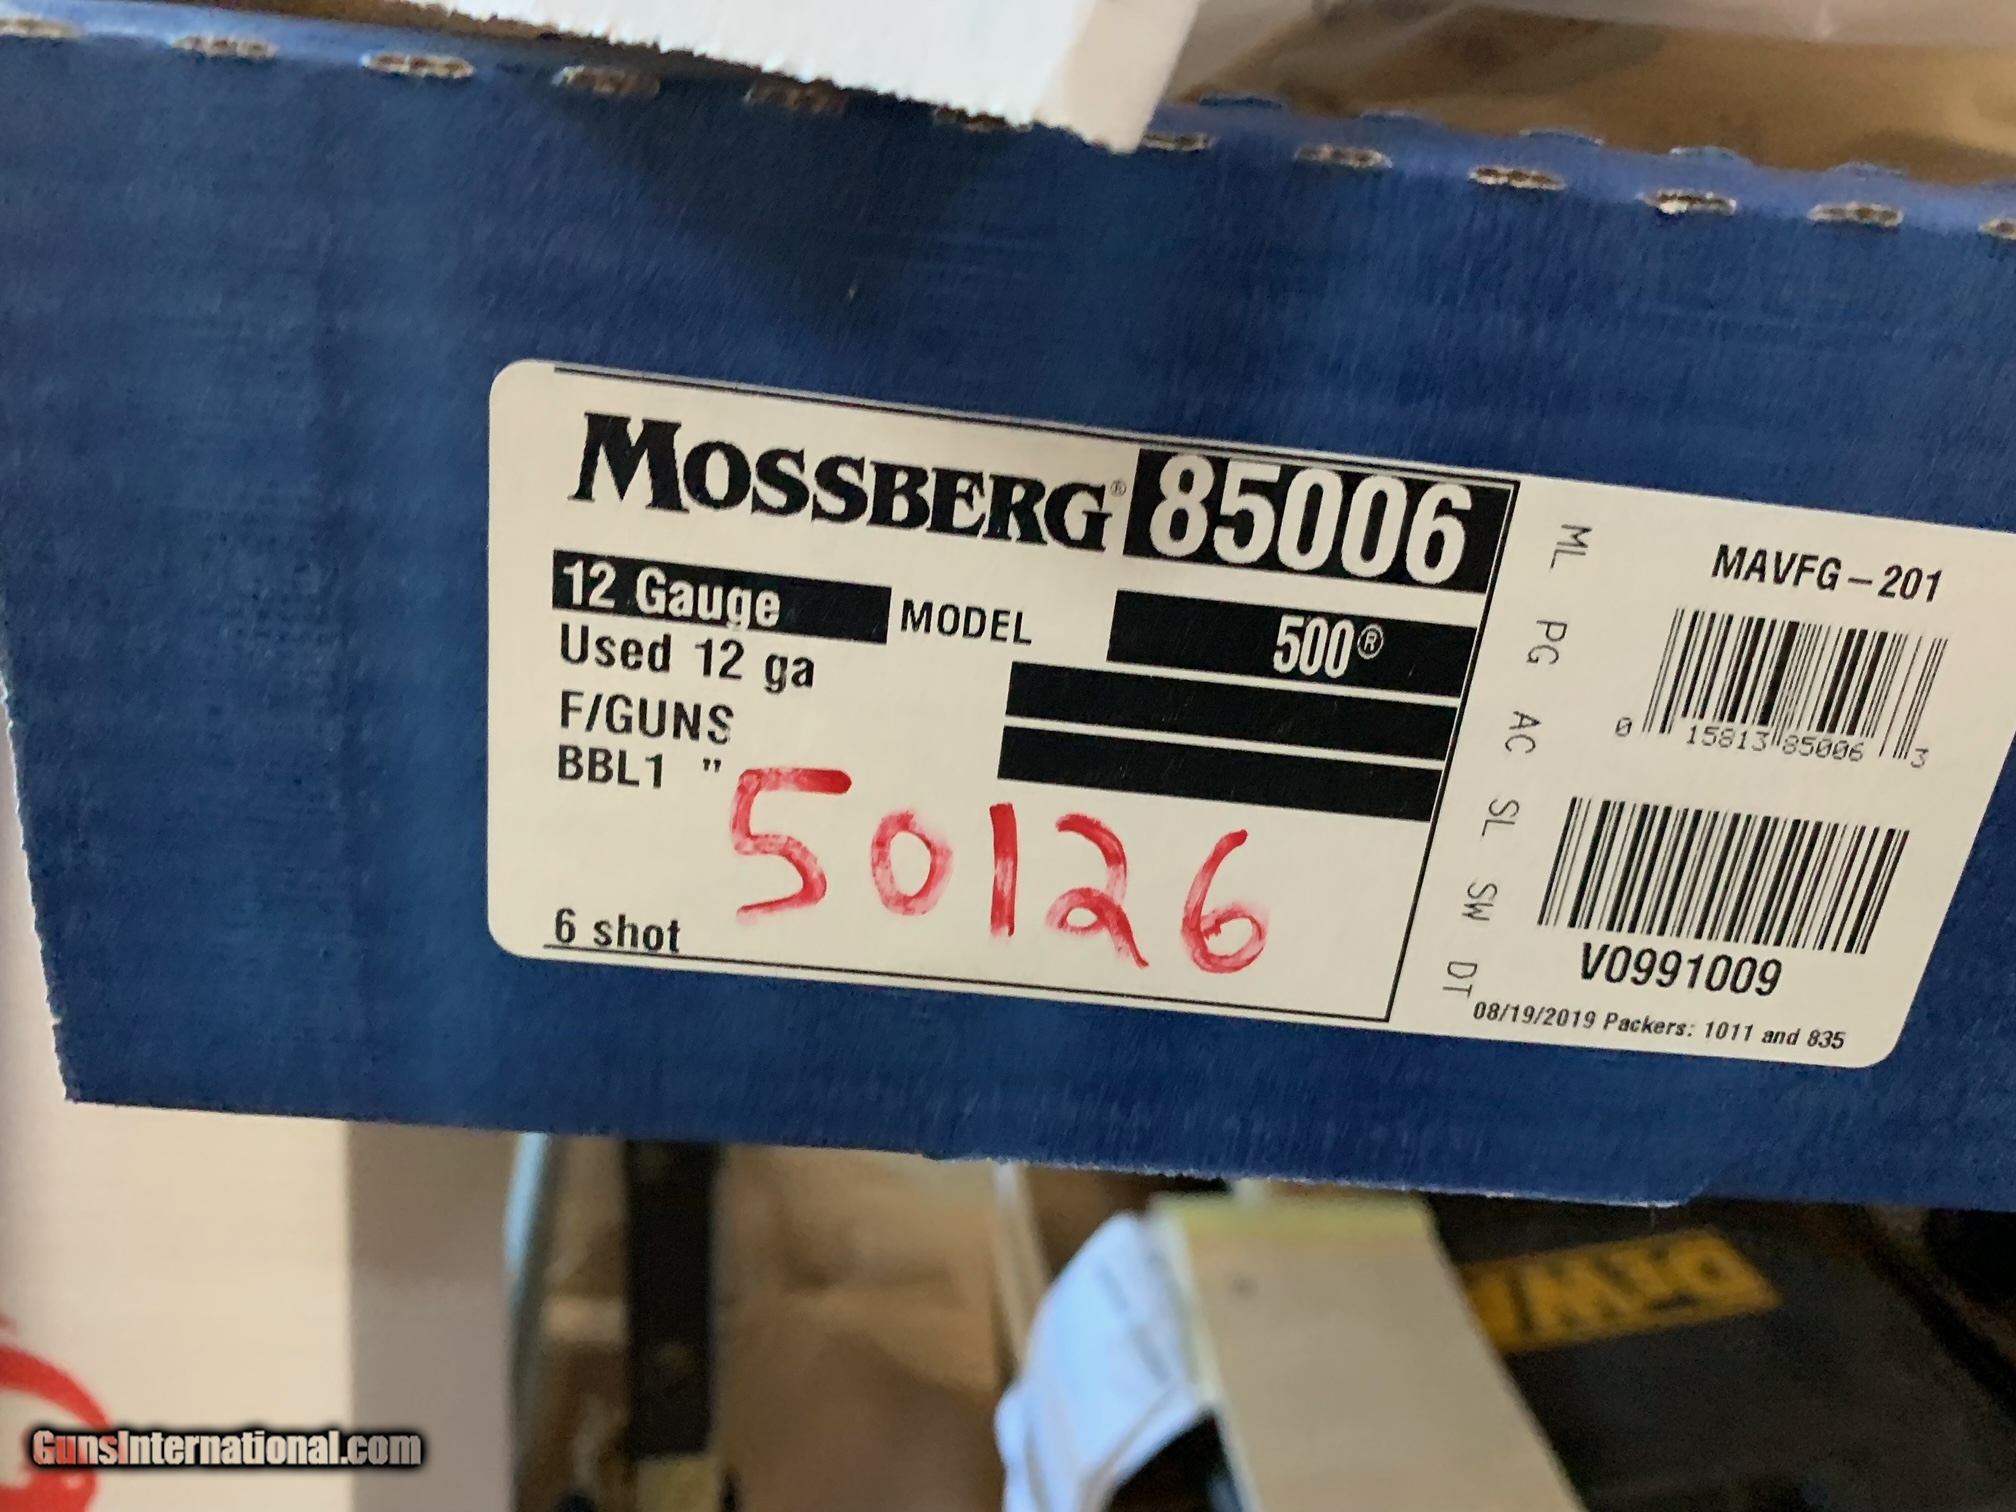 MOSSBERG® 85006
12 Gauge MODEL 500®
Used 12 ga
F/GUNS
BBL1 "
50126
6 shot
ML PG AC SL SW DT
MAVFG-201
0 15813 85006 3
V0991009
08/19/2019 Packers: 1011 and 835
GunsInternational.com